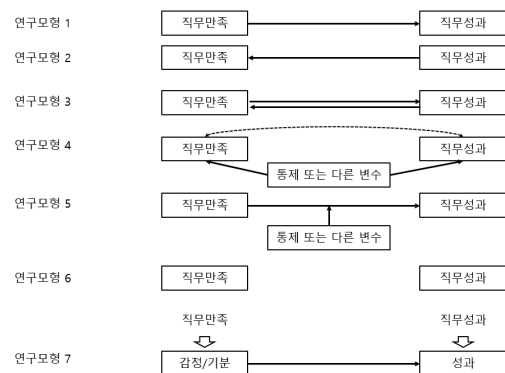 연구모형 1 직무만족 직무성과
연구모형 2 직무만족 직무성과
연구모형 3 직무만족 직무성과
연구모형 4 직무만족 직무성과
통제 또는 다른 변수
연구모형 5 직무만족 직무성과
통제 또는 다른 변수
연구모형 6 직무만족 직무성과
직무만족 직무성과
연구모형 7 감정/기분 성과